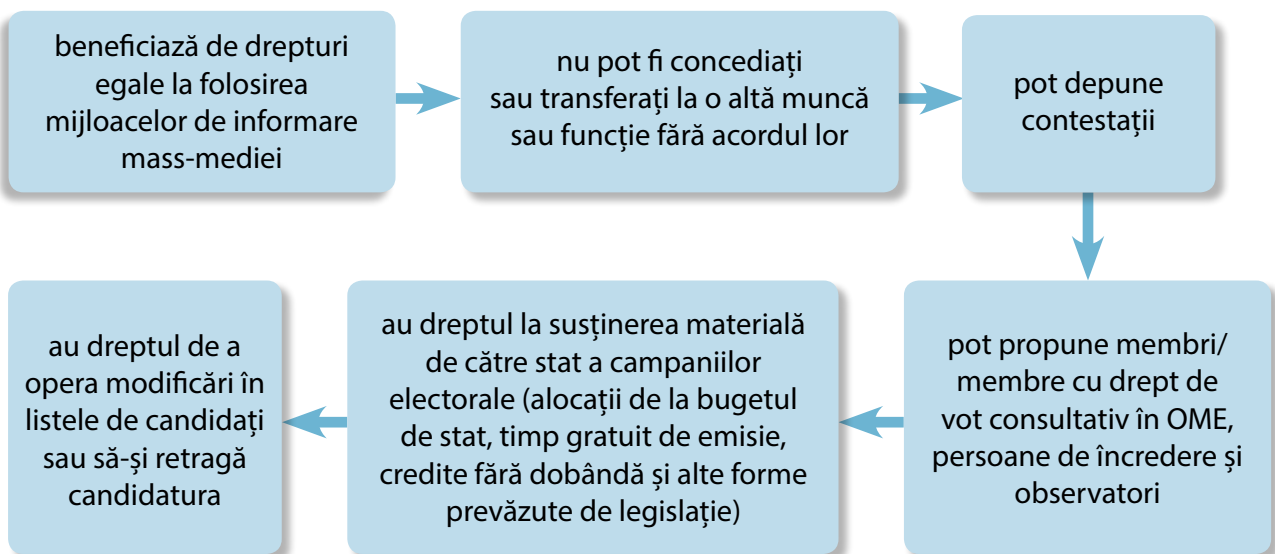 beneficiază de drepturi
egale la folosirea
mijloacelor de informare
mass-mediei
nu pot fi concediați
sau transferați la o altă muncă
sau funcție fără acordul lor
pot depune
contestații
pot propune membri/
membre cu drept de
vot consultativ în OME,
persoane de încredere și
observatori
au dreptul la susținerea materială
de către stat a campaniilor
electorale (alocații de la bugetul
de stat, timp gratuit de emisie,
credite fără dobândă și alte forme
prevăzute de legislație)
au dreptul de a
opera modificări în
listele de candidați
sau să-și retragă
candidatura